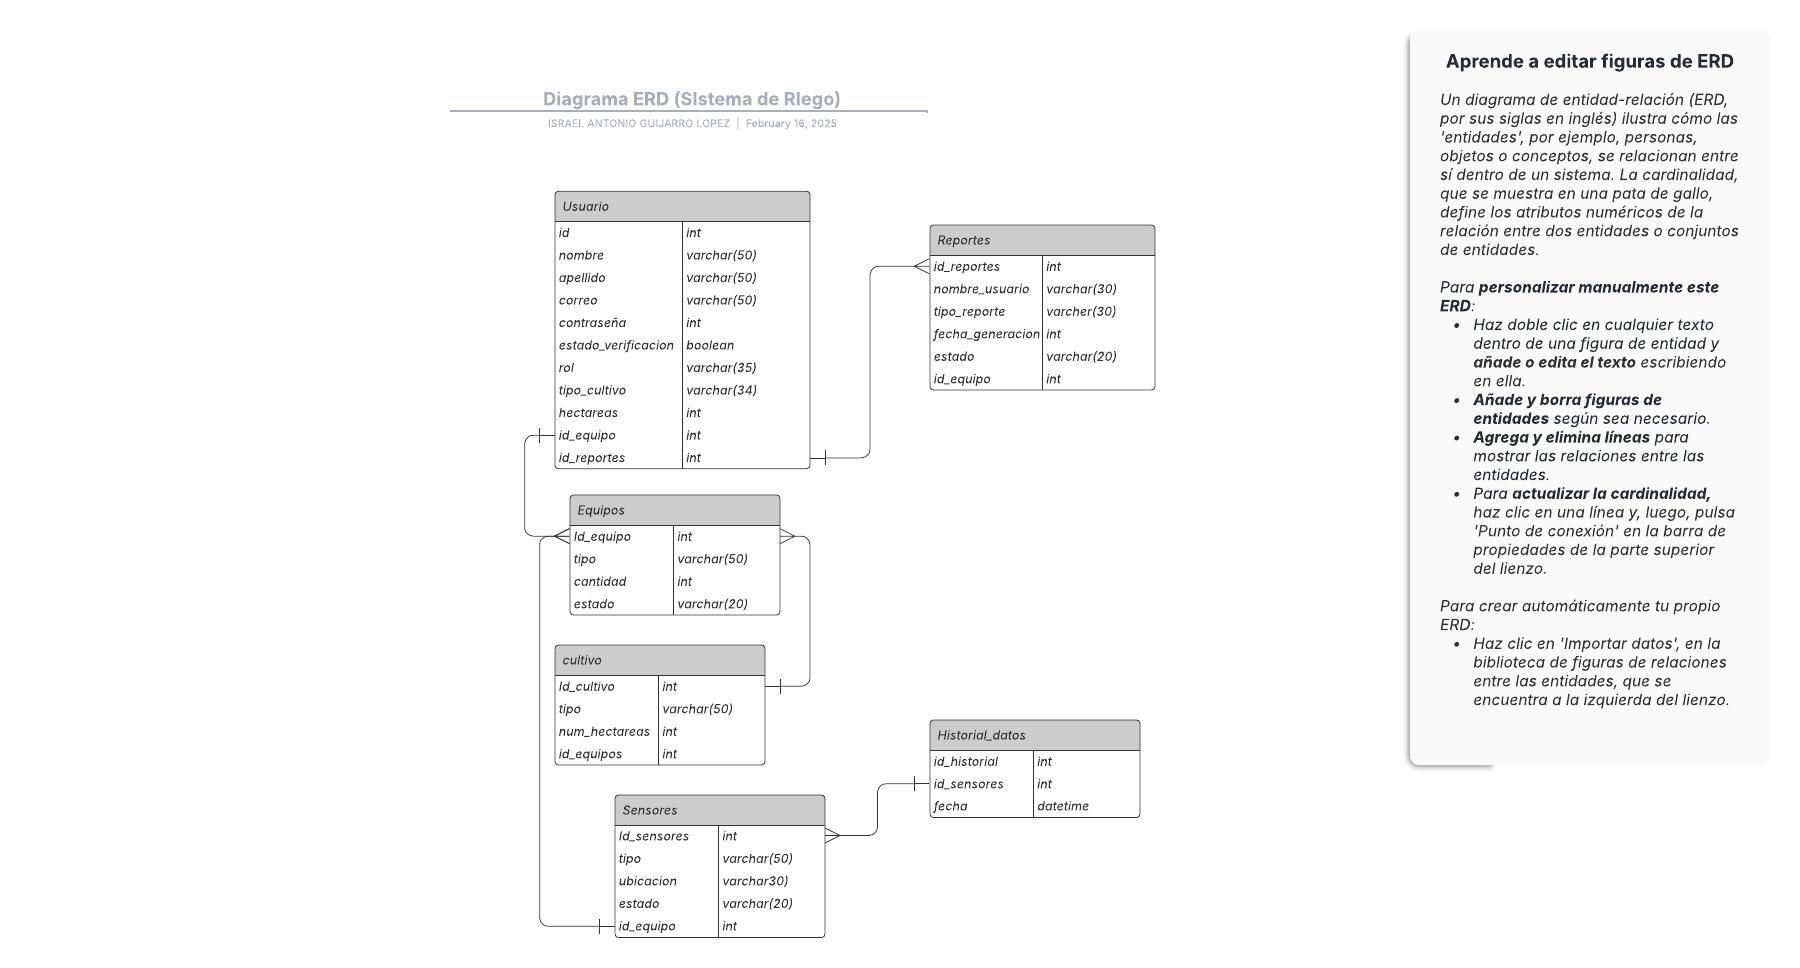 Diagrama ERD (SIstema de RIego)
ISRAEL ANTONIO GUIJARRO LOPEZ | February 16, 2025
Usuario
id int
nombre varchar(50)
apellido varchar(50)
correo varchar(50)
contraseña int
estado_verificacion boolean
rol varchar(35)
tipo_cultivo varchar(34)
hectareas int
id_equipo int
id_reportes int
Reportes
id_reportes int
nombre_usuario varchar(30)
tipo_reporte varcher(30)
fecha_generacion int
estado varchar(20)
id_equipo int
Equipos
Id_equipo int
tipo varchar(50)
cantidad int
estado varchar(20)
cultivo
Id_cultivo int
tipo varchar(50)
num_hectareas int
id_equipos int
Historial_datos
id_historial int
id_sensores int
fecha datetime
Sensores
Id_sensores int
tipo varchar(50)
ubicacion varchar30)
estado varchar(20)
id_equipo int
Aprende a editar figuras de ERD
Un diagrama de entidad-relación (ERD,
por sus siglas en inglés) ilustra cómo las
'entidades', por ejemplo, personas,
objetos o conceptos, se relacionan entre
sí dentro de un sistema. La cardinalidad,
que se muestra en una pata de gallo,
define los atributos numéricos de la
relación entre dos entidades o conjuntos
de entidades.
Para personalizar manualmente este
ERD:
• Haz doble clic en cualquier texto
dentro de una figura de entidad y
añade o edita el texto escribiendo
en ella.
• Añade y borra figuras de
entidades según sea necesario.
• Agrega y elimina líneas para
mostrar las relaciones entre las
entidades.
• Para actualizar la cardinalidad,
haz clic en una línea y, luego, pulsa
'Punto de conexión' en la barra de
propiedades de la parte superior
del lienzo.
Para crear automáticamente tu propio
ERD:
• Haz clic en 'Importar datos', en la
biblioteca de figuras de relaciones
entre las entidades, que se
encuentra a la izquierda del lienzo.